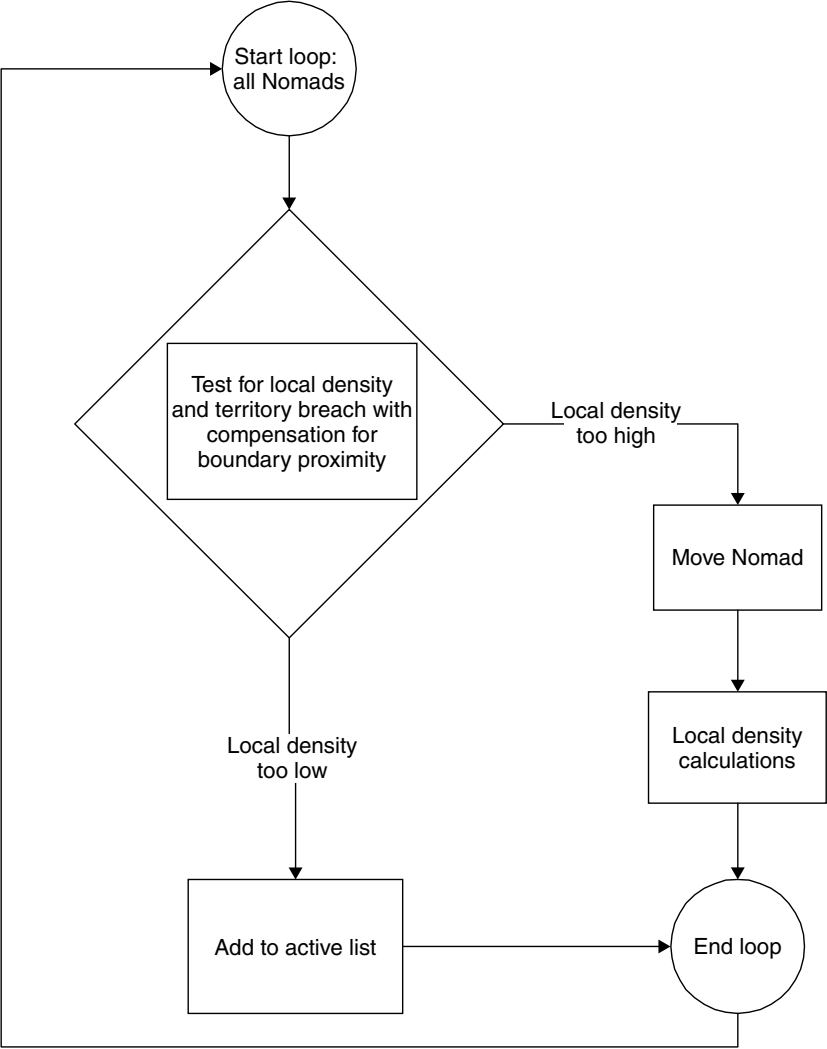 Start loop:
all Nomads
Test for local density
and territory breach with
compensation for
boundary proximity
Local density
too high
Move Nomad
Local density
calculations
Local density
too low
Add to active list
End loop